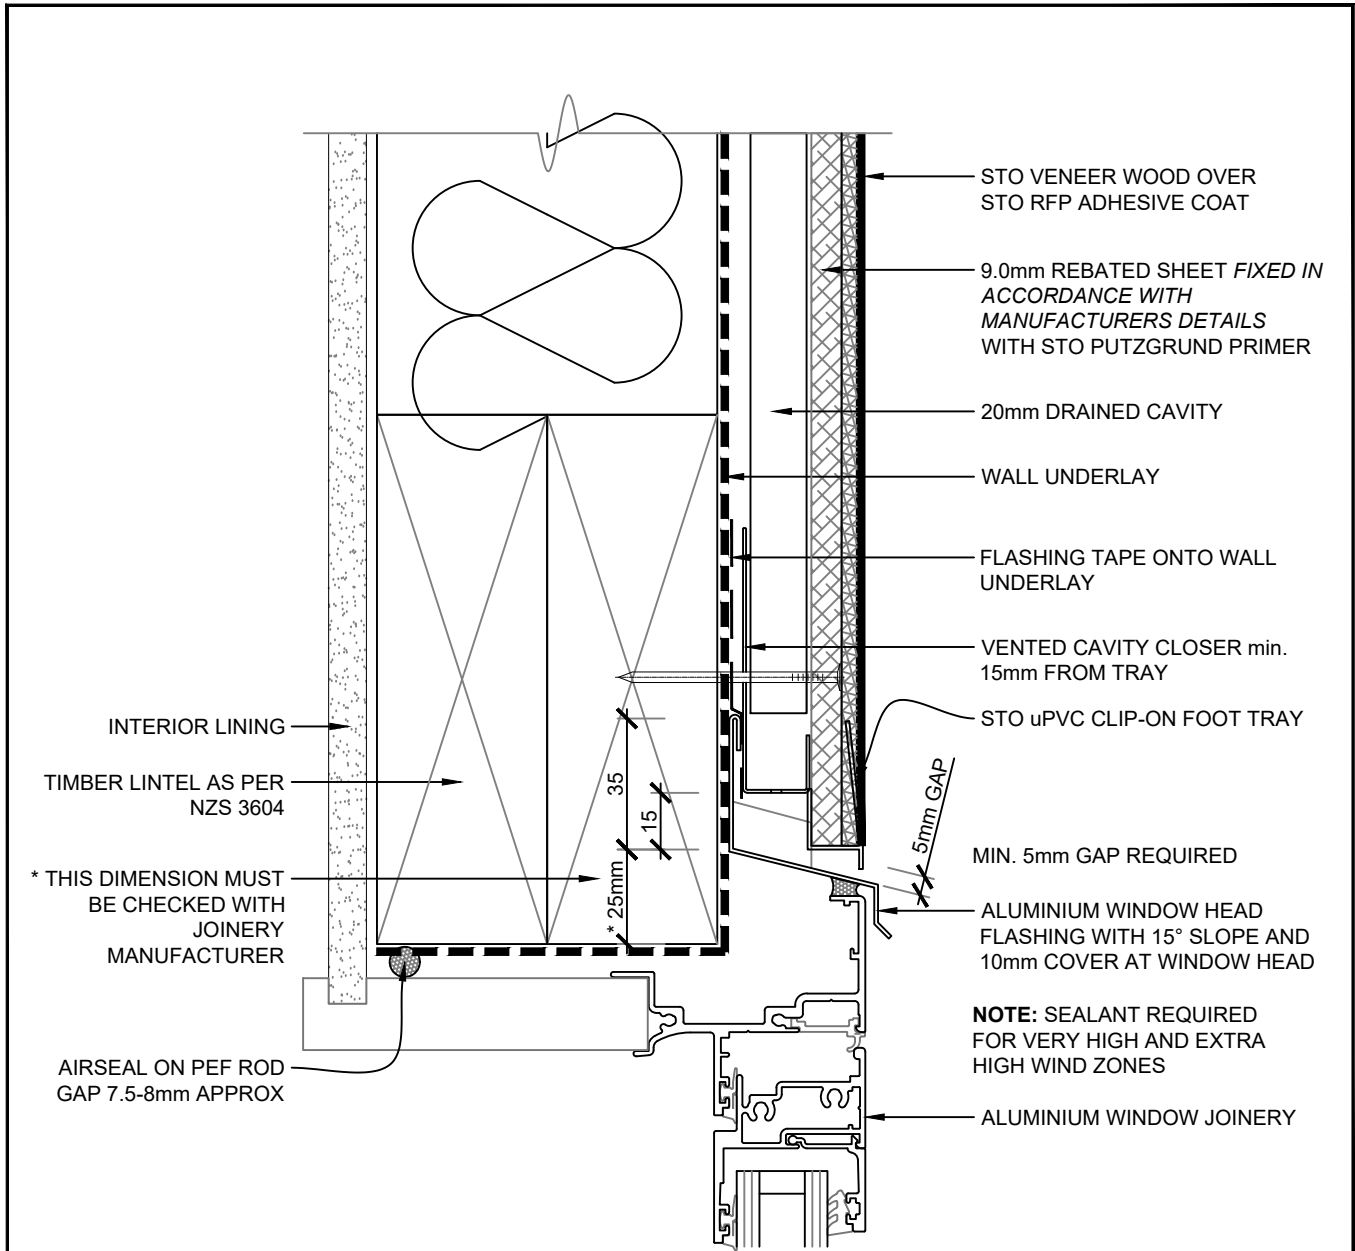 STO VENEER WOOD OVER
STO RFP ADHESIVE COAT
9.0mm REBATED SHEET FIXED IN
ACCORDANCE WITH
MANUFACTURERS DETAILS
WITH STO PUTZGRUND PRIMER
20mm DRAINED CAVITY
WALL UNDERLAY
FLASHING TAPE ONTO WALL
UNDERLAY
VENTED CAVITY CLOSER min.
15mm FROM TRAY
STO uPVC CLIP-ON FOOT TRAY
5mm GAP
MIN. 5mm GAP REQUIRED
ALUMINIUM WINDOW HEAD
FLASHING WITH 15° SLOPE AND
10mm COVER AT WINDOW HEAD
NOTE: SEALANT REQUIRED
FOR VERY HIGH AND EXTRA
HIGH WIND ZONES
ALUMINIUM WINDOW JOINERY
INTERIOR LINING
TIMBER LINTEL AS PER
NZS 3604
* THIS DIMENSION MUST
BE CHECKED WITH
JOINERY
MANUFACTURER
AIRSEAL ON PEF ROD
GAP 7.5-8mm APPROX
35
15
* 25mm